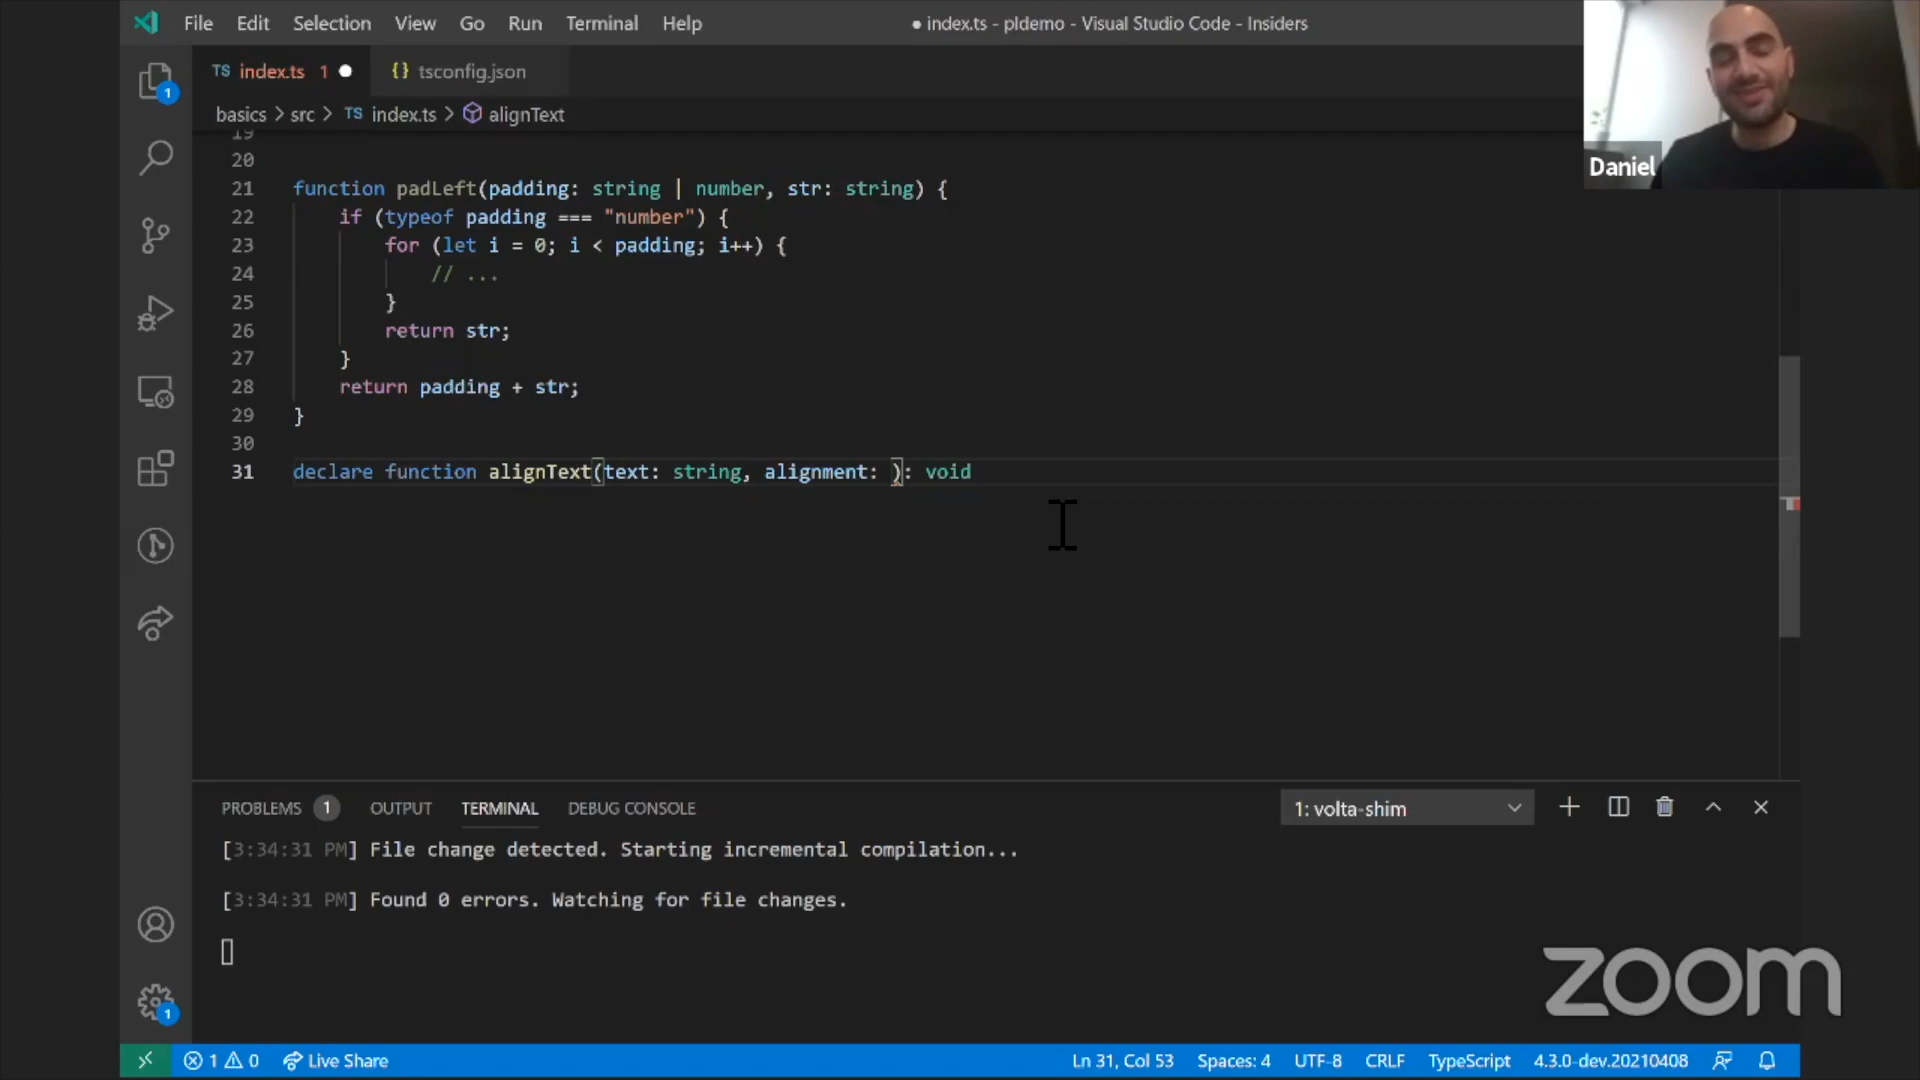 File Edit Selection View Go Run Terminal Help
● index.ts - pldemo - Visual Studio Code - Insiders
TS index.ts 1 ●
{} tsconfig.json
1
basics > src > TS index.ts > alignText
Daniel
19
20
21 function padLeft(padding: string | number, str: string) {
22 if (typeof padding === "number") {
23 for (let i = 0; i < padding; i++) {
24 // ...
25 }
26 return str;
27 }
28 return padding + str;
29 }
30
31 declare function alignText(text: string, alignment: ): void
PROBLEMS 1 OUTPUT TERMINAL DEBUG CONSOLE
1: volta-shim
[3:34:31 PM] File change detected. Starting incremental compilation...
[3:34:31 PM] Found 0 errors. Watching for file changes.
1
zoom
1 0 Live Share
Ln 31, Col 53 Spaces: 4 UTF-8 CRLF TypeScript 4.3.0-dev.20210408